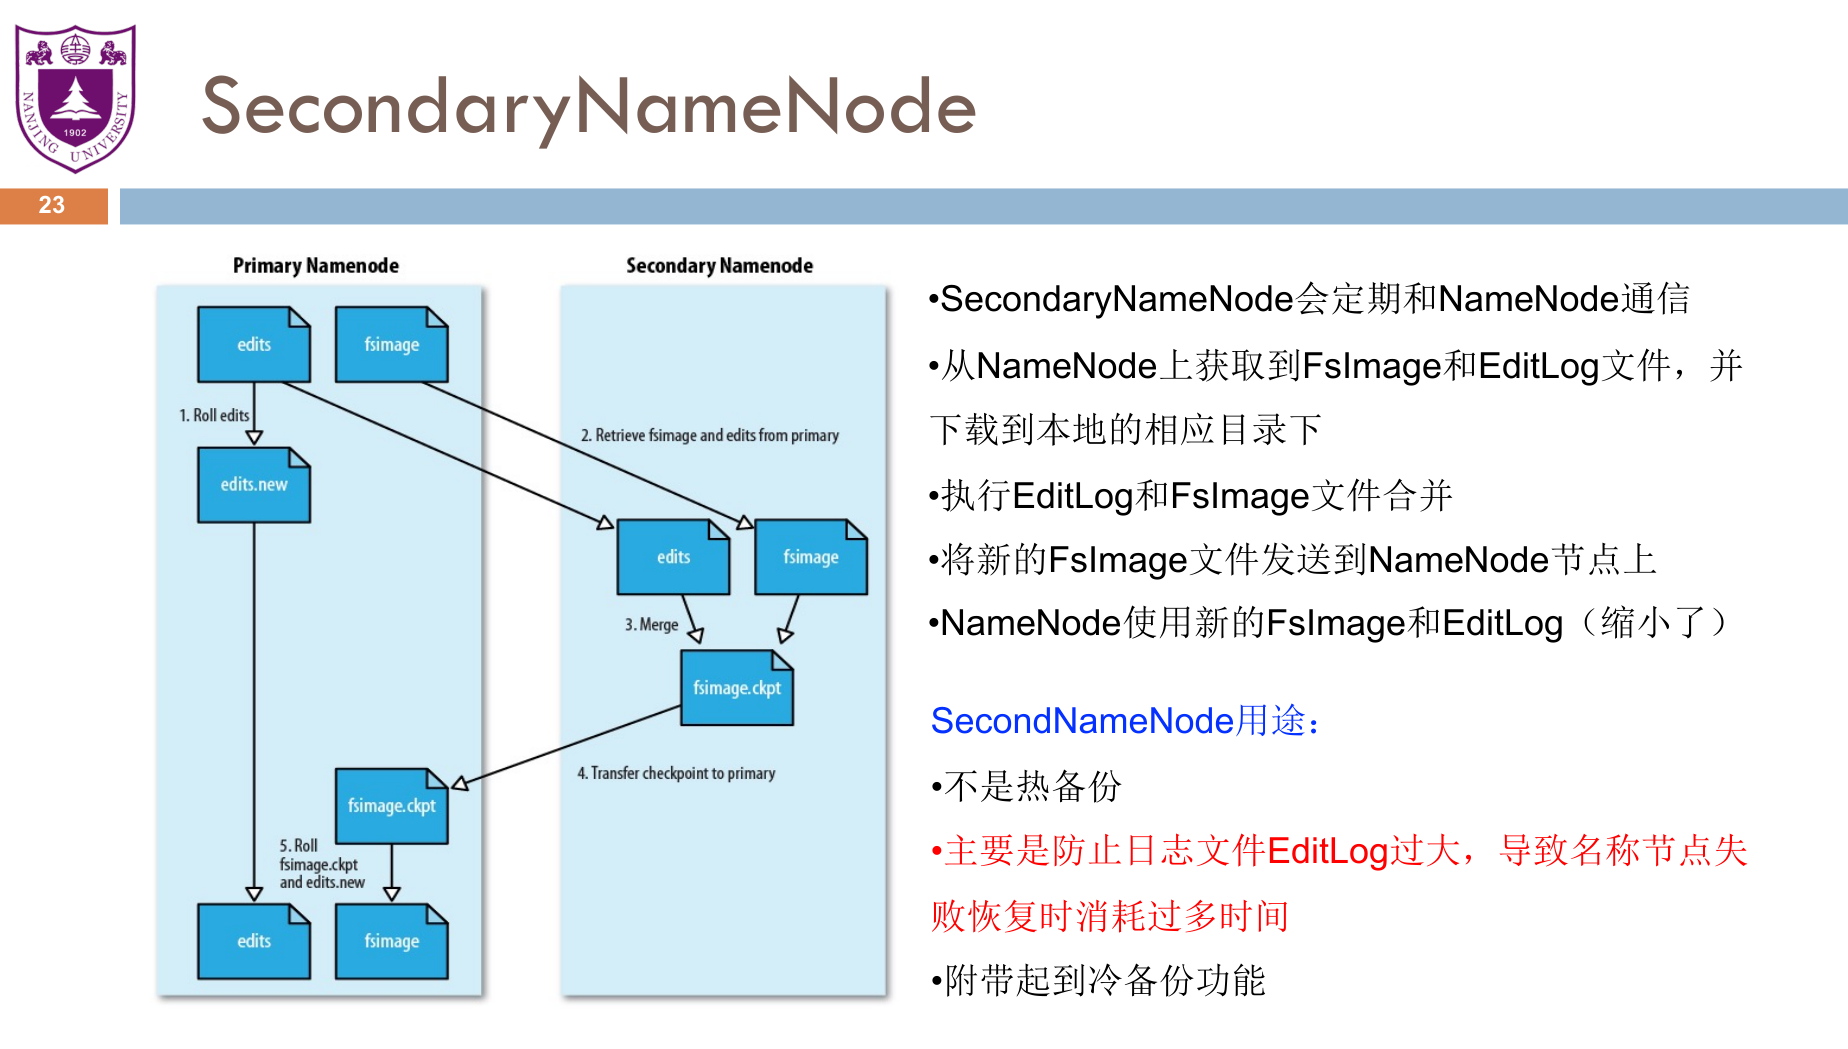 NANJING UNIVERSITY
1902
SecondaryNameNode
23
Primary Namenode
Secondary Namenode
edits
fsimage
1. Roll edits
2. Retrieve fsimage and edits from primary
edits.new
edits
fsimage
3. Merge
fsimage.ckpt
4. Transfer checkpoint to primary
fsimage.ckpt
5. Roll
fsimage.ckpt
and edits.new
edits
fsimage
•SecondaryNameNode会定期和NameNode通信
•从NameNode上获取到FsImage和EditLog文件，并
下载到本地的相应目录下
•执行EditLog和FsImage文件合并
•将新的FsImage文件发送到NameNode节点上
•NameNode使用新的FsImage和EditLog（缩小了）
SecondNameNode用途：
•不是热备份
•主要是防止日志文件EditLog过大，导致名称节点失
败恢复时消耗过多时间
•附带起到冷备份功能